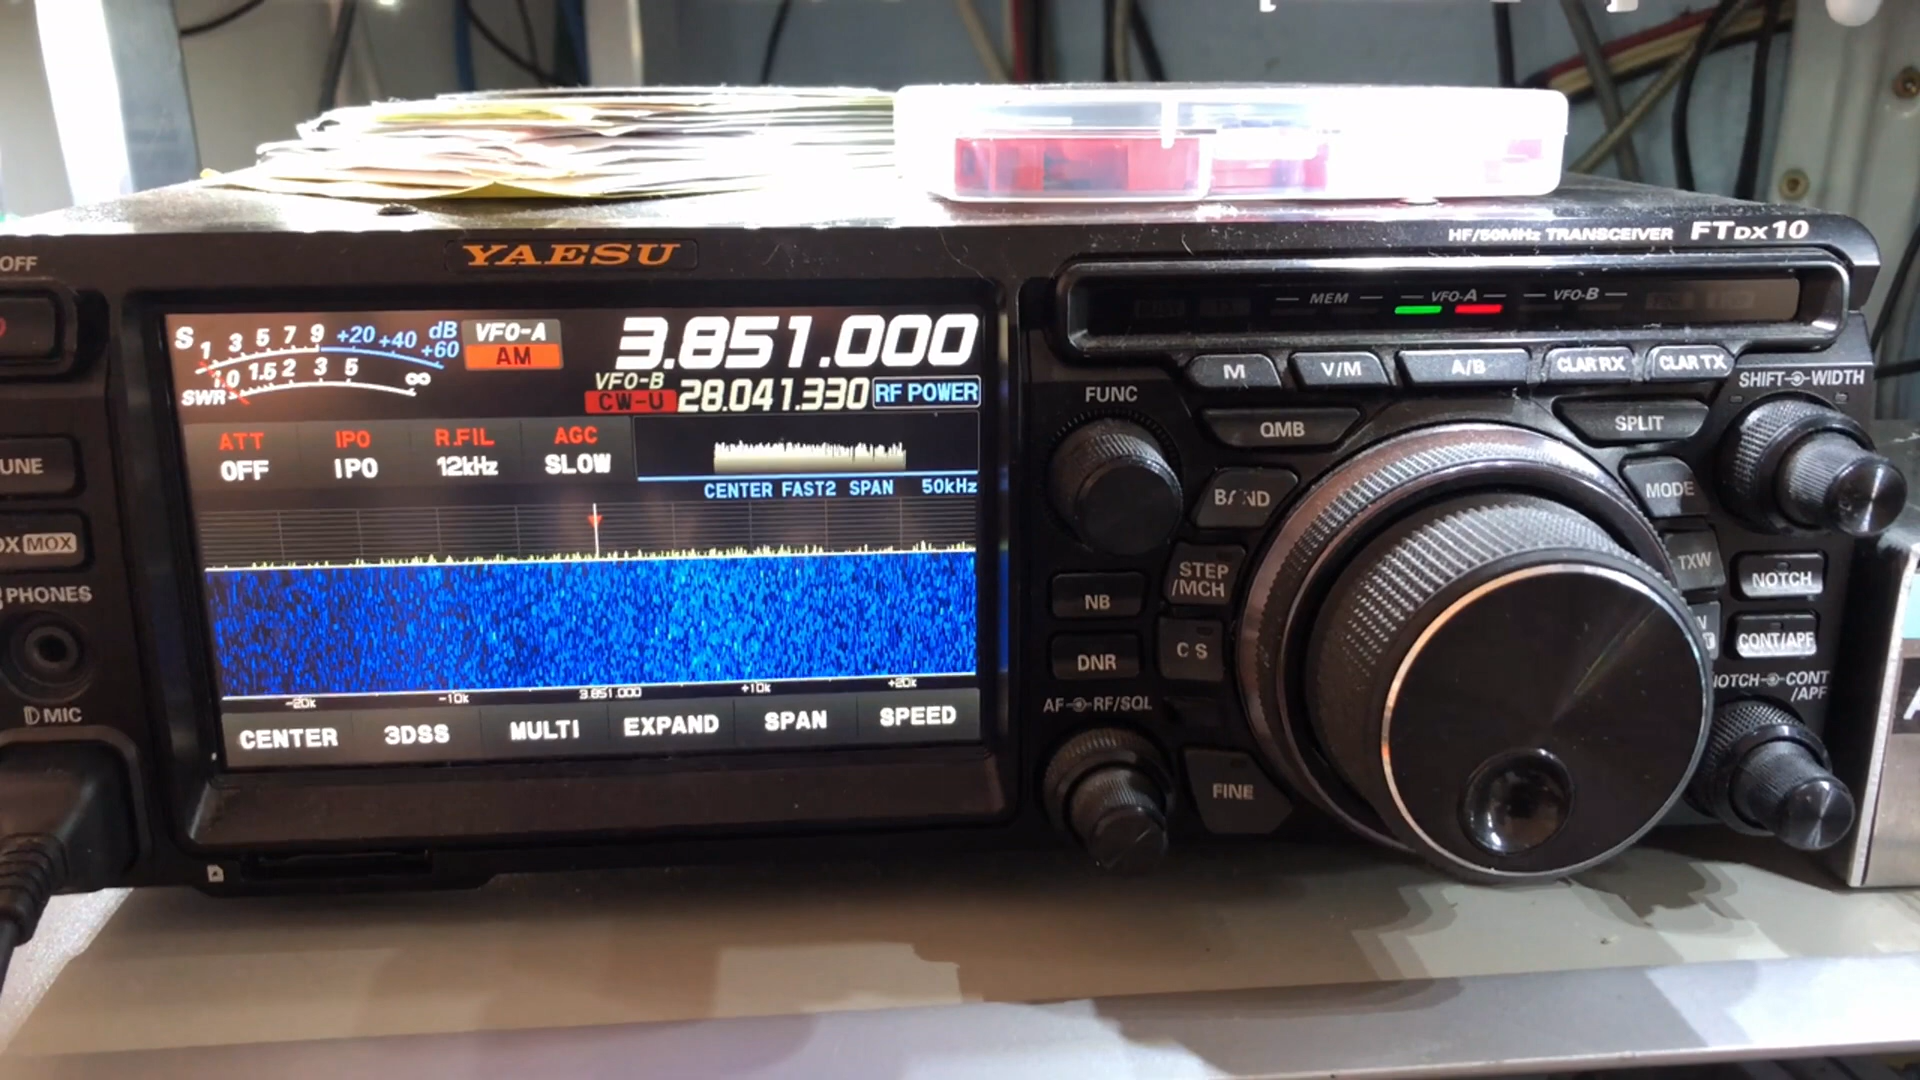 OFF
YAESU
HF/50MHz TRANSCEIVER FTDX10
S 1 3 5 7 9 +20 +40 +60 dB
SWR 1.0 1.5 2 3 5 ∞
VFO-A
AM
3.851.000
VFO-B
CW-U
28.041.330
RF POWER
ATT IPO R.FIL AGC
OFF IPO 12kHz SLOW
CENTER FAST2 SPAN 50kHz
-20k -10k 3.851.000 +10k +20k
CENTER 3DSS MULTI EXPAND SPAN SPEED
UNE
OX MOX
PHONES
MIC
MEM VFO-A VFO-B
M V/M A/B CLAR RX CLAR TX
FUNC
QMB
SPLIT
SHIFT WIDTH
BAND
MODE
STEP
/MCH
TXW
NOTCH
NB
DNR
C S
CONT/APF
AF RF/SQL
NOTCH CONT
/APF
FINE